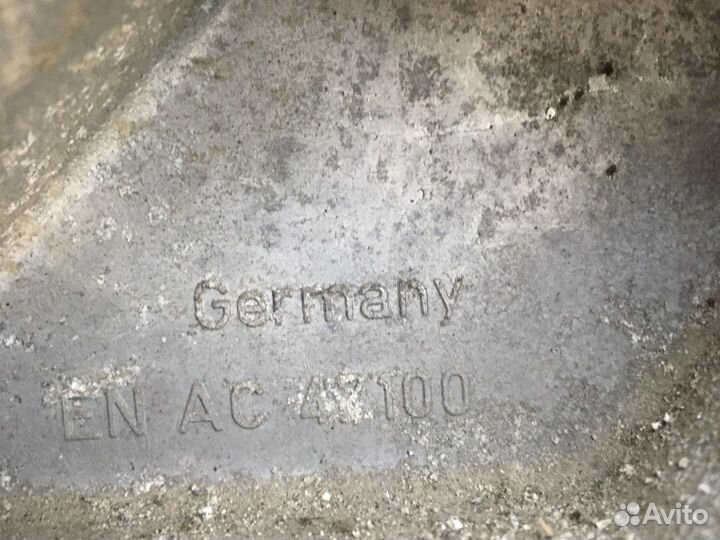 Germany
EN AC 47100
Avito